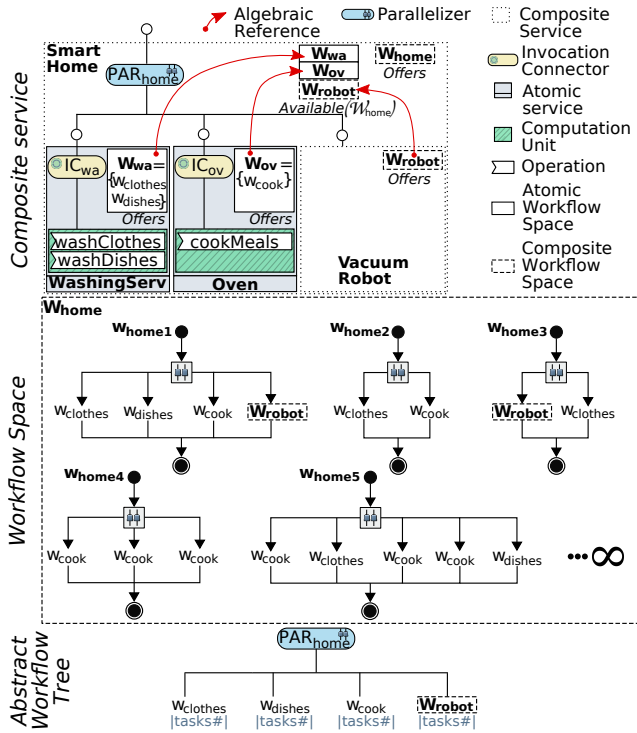 Algebraic
Reference
Parallelizer
Composite
Service
Invocation
Connector
Atomic
service
Computation
Unit
Operation
Atomic
Workflow
Space
Composite
Workflow
Space
Composite service
Smart
Home
PARhome
Wwa
Wov
Wrobot
Available(Whome)
Whome
Offers
ICwa
Wwa=
{wclothes
wdishes}
Offers
ICov
Wov=
{wcook}
Offers
Wrobot
Offers
washClothes
washDishes
cookMeals
WashingServ
Oven
Vacuum
Robot
Workflow Space
Whome
whome1
whome2
whome3
wclothes
wdishes
wcook
Wrobot
wclothes
wcook
Wrobot
wclothes
whome4
whome5
wcook
wcook
wcook
wcook
wclothes
wcook
wcook
wdishes
...∞
Abstract
Workflow
Tree
PARhome
wclothes
wdishes
wcook
Wrobot
|tasks#|
|tasks#|
|tasks#|
|tasks#|